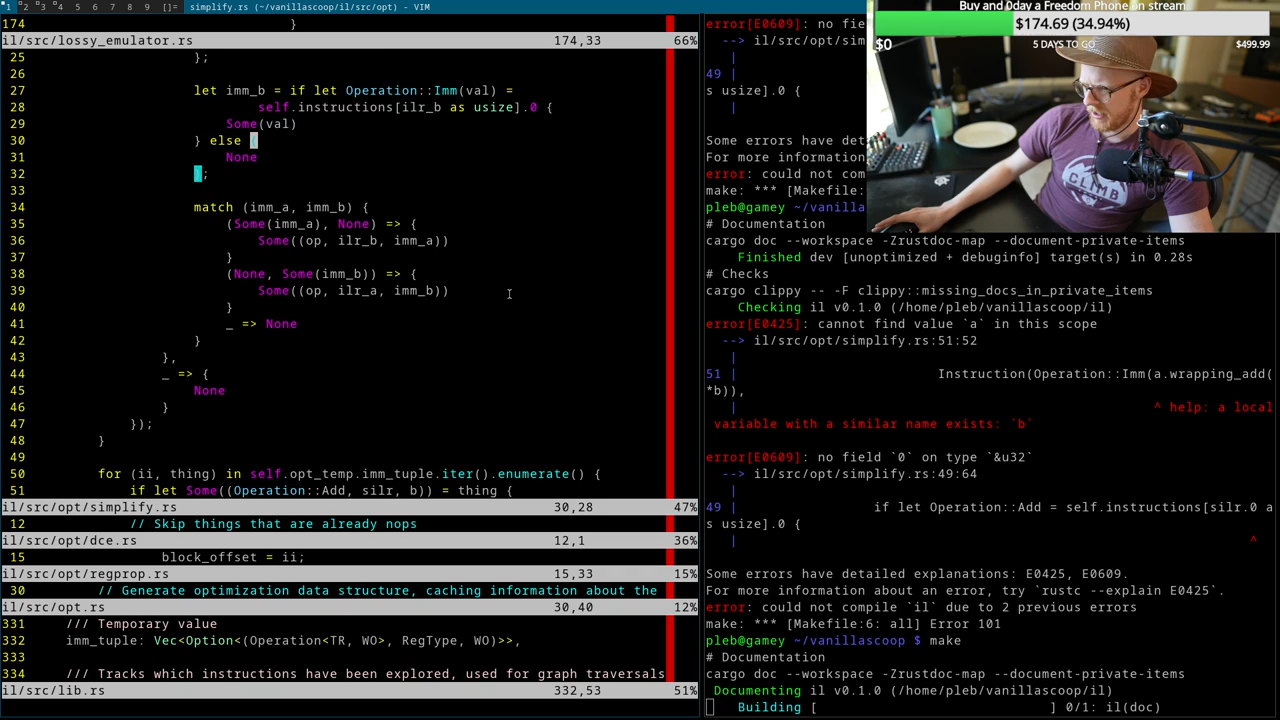 1 2 3 4 5 6 7 8 9 []= simplify.rs (~/vanillascoop/il/src/opt) - VIM
174 }
il/src/lossy_emulator.rs 174,33 66%
25 };
26
27 let imm_b = if let Operation::Imm(val) =
28 self.instructions[ilr_b as usize].0 {
29 Some(val)
30 } else {
31 None
32 };
33
34 match (imm_a, imm_b) {
35 (Some(imm_a), None) => {
36 Some((op, ilr_b, imm_a))
37 }
38 (None, Some(imm_b)) => {
39 Some((op, ilr_a, imm_b))
40 }
41 _ => None
42 }
43 },
44 _ => {
45 None
46 }
47 });
48 }
49
50 for (ii, thing) in self.opt_temp.imm_tuple.iter().enumerate() {
51 if let Some((Operation::Add, silr, b)) = thing {
il/src/opt/simplify.rs 30,28 47%
12 // Skip things that are already nops
il/src/opt/dce.rs 12,1 36%
15 block_offset = ii;
il/src/opt/regprop.rs 15,33 15%
30 // Generate optimization data structure, caching information about the
il/src/opt.rs 30,40 12%
331 /// Temporary value
332 imm_tuple: Vec<Option<(Operation<TR, WO>, RegType, WO)>>,
333
334 /// Tracks which instructions have been explored, used for graph traversals
il/src/lib.rs 332,53 51%
error[E0609]: no fie
--> il/src/opt/sim
|
49 |
s usize].0 {
|
Some errors have det
For more information
error: could not com
make: *** [Makefile:
pleb@gamey ~/vanilla
# Documentation
cargo doc --workspace -Zrustdoc-map --document-private-items
Finished dev [unoptimized + debuginfo] target(s) in 0.28s
# Checks
cargo clippy -- -F clippy::missing_docs_in_private_items
Checking il v0.1.0 (/home/pleb/vanillascoop/il)
error[E0425]: cannot find value `a` in this scope
--> il/src/opt/simplify.rs:51:52
|
51 | Instruction(Operation::Imm(a.wrapping_add(
*b)),
| ^ help: a local
variable with a similar name exists: `b`
error[E0609]: no field `0` on type `&u32`
--> il/src/opt/simplify.rs:49:64
|
49 | if let Operation::Add = self.instructions[silr.0 a
s usize].0 {
| ^
Some errors have detailed explanations: E0425, E0609.
For more information about an error, try `rustc --explain E0425`.
error: could not compile `il` due to 2 previous errors
make: *** [Makefile:6: all] Error 101
pleb@gamey ~/vanillascoop $ make
# Documentation
cargo doc --workspace -Zrustdoc-map --document-private-items
Documenting il v0.1.0 (/home/pleb/vanillascoop/il)
Building [ ] 0/1: il(doc)
Buy and 0day a Freedom Phone on stream
$174.69 (34.94%)
$0 5 DAYS TO GO $499.99
CLIMB